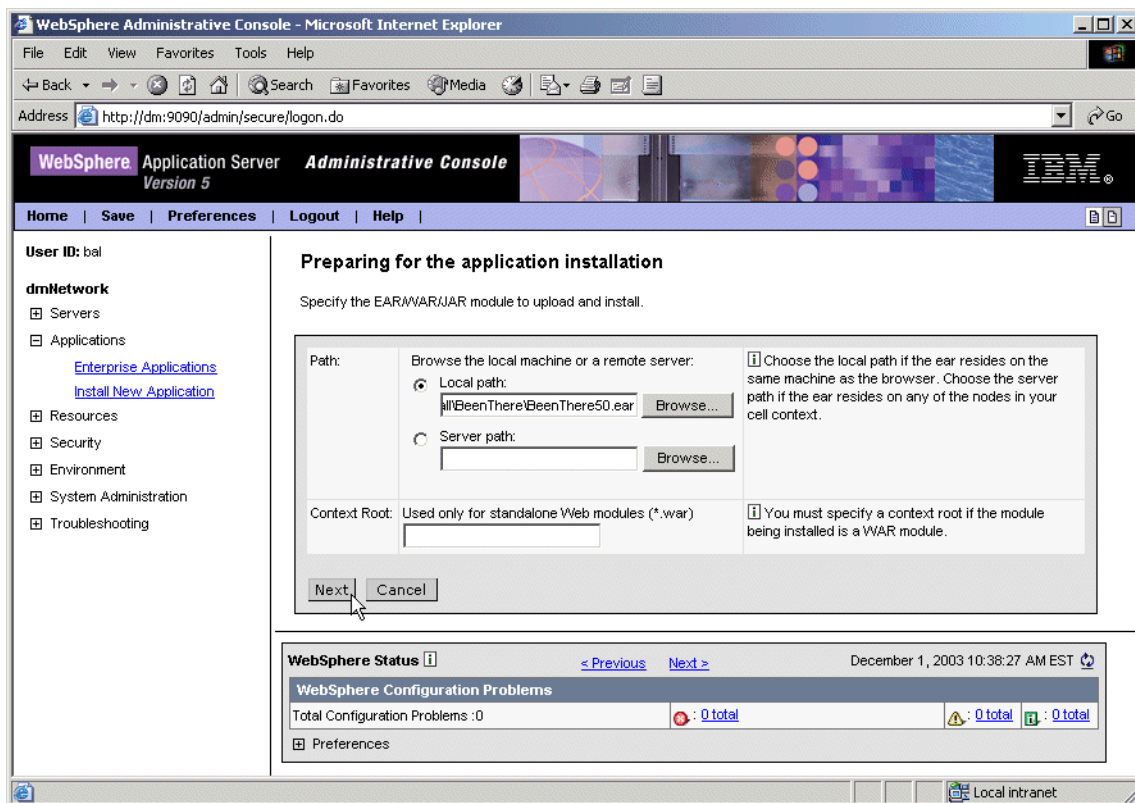 WebSphere Administrative Console - Microsoft Internet Explorer
File Edit View Favorites Tools Help
Back Search Favorites Media
Address http://dm:9090/admin/secure/logon.do Go
WebSphere Application Server Administrative Console
Version 5
IBM
Home | Save | Preferences | Logout | Help |
User ID: bal
dmNetwork
Servers
Applications
Enterprise Applications
Install New Application
Resources
Security
Environment
System Administration
Troubleshooting
Preparing for the application installation
Specify the EAR/WAR/JAR module to upload and install.
Path: Browse the local machine or a remote server:
Local path:
all\BeenThere\BeenThere50.ear Browse...
Server path:
Browse...
i Choose the local path if the ear resides on the
same machine as the browser. Choose the server
path if the ear resides on any of the nodes in your
cell context.
Context Root: Used only for standalone Web modules (*.war)
i You must specify a context root if the module
being installed is a WAR module.
Next Cancel
WebSphere Status i < Previous Next > December 1, 2003 10:38:27 AM EST
WebSphere Configuration Problems
Total Configuration Problems :0 : 0 total : 0 total : 0 total
Preferences
Local intranet